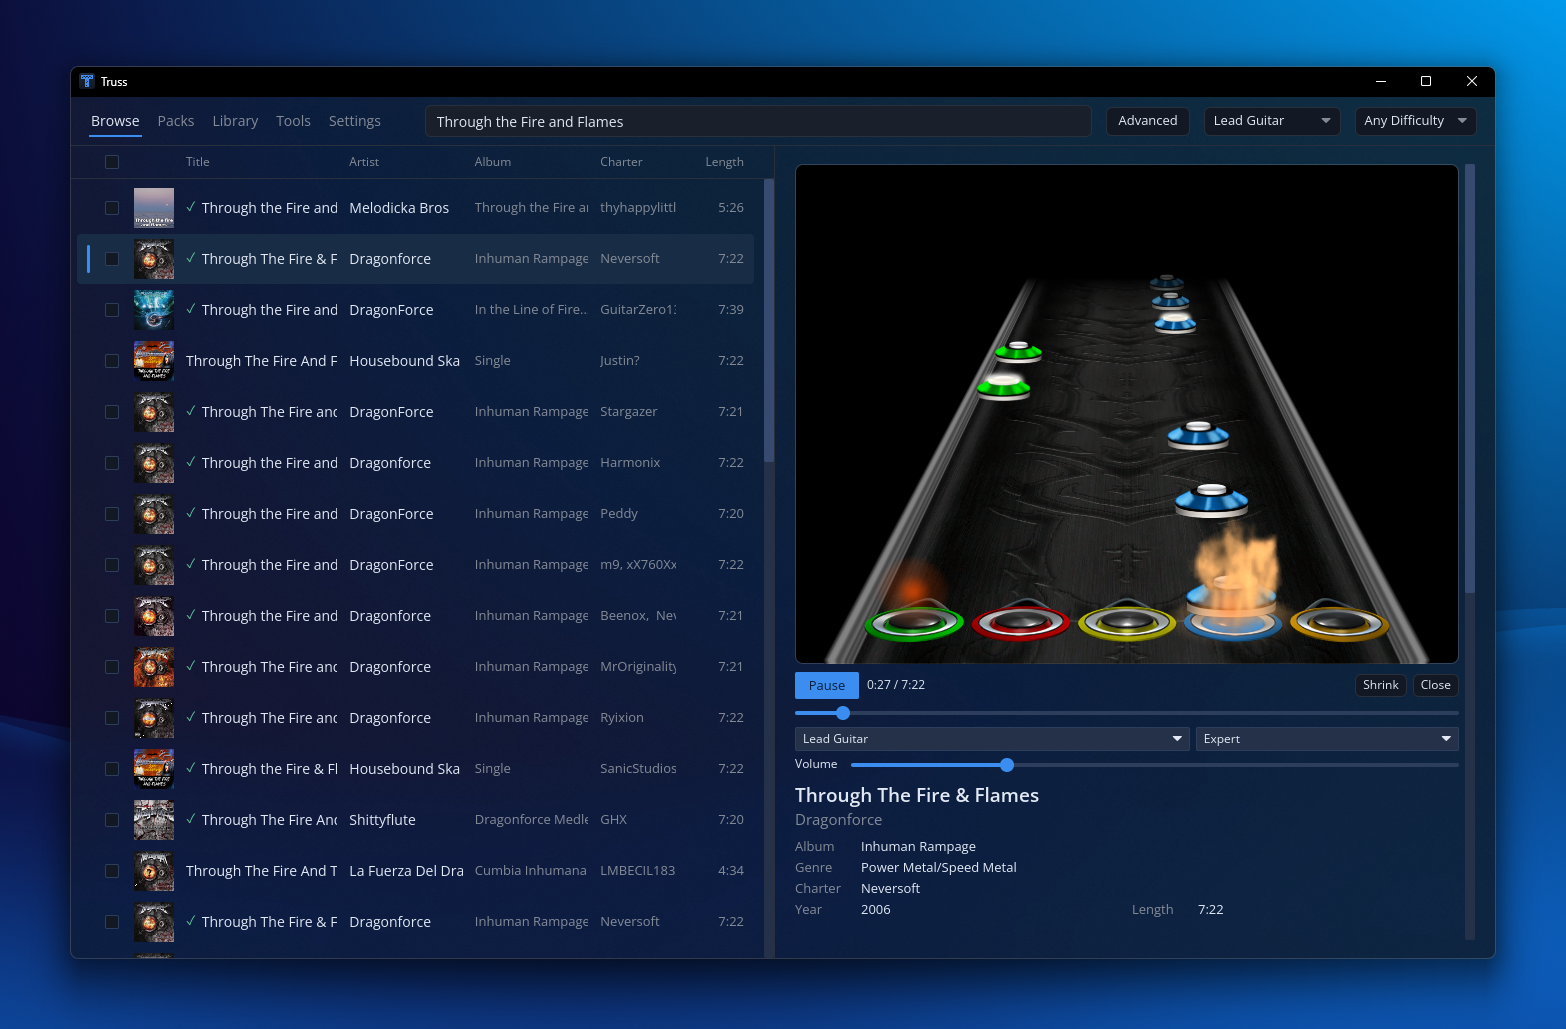 Truss
Browse Packs Library Tools Settings Through the Fire and Flames Advanced Lead Guitar Any Difficulty
Title Artist Album Charter Length
✓ Through the Fire and Melodicka Bros Through the Fire ar thyhappylittl 5:26
✓ Through The Fire & F Dragonforce Inhuman Rampage Neversoft 7:22
✓ Through the Fire and DragonForce In the Line of Fire... GuitarZero13 7:39
Through The Fire And F Housebound Ska Single Justin? 7:22
✓ Through The Fire and DragonForce Inhuman Rampage Stargazer 7:21
✓ Through the Fire and Dragonforce Inhuman Rampage Harmonix 7:22
✓ Through the Fire and DragonForce Inhuman Rampage Peddy 7:20
✓ Through the Fire and DragonForce Inhuman Rampage m9, xX760Xx 7:22
✓ Through the Fire and Dragonforce Inhuman Rampage Beenox, Nev 7:21
✓ Through The Fire and Dragonforce Inhuman Rampage MrOriginality 7:21
✓ Through The Fire and Dragonforce Inhuman Rampage Ryixion 7:22
✓ Through the Fire & Fl Housebound Ska Single SanicStudios 7:22
✓ Through The Fire And Shittyflute Dragonforce Medle GHX 7:20
Through The Fire And T La Fuerza Del Dra Cumbia Inhumana LMBECIL183 4:34
✓ Through The Fire & F Dragonforce Inhuman Rampage Neversoft 7:22
Pause 0:27 / 7:22 Shrink Close
Lead Guitar Expert
Volume
Through The Fire & Flames
Dragonforce
Album Inhuman Rampage
Genre Power Metal/Speed Metal
Charter Neversoft
Year 2006 Length 7:22